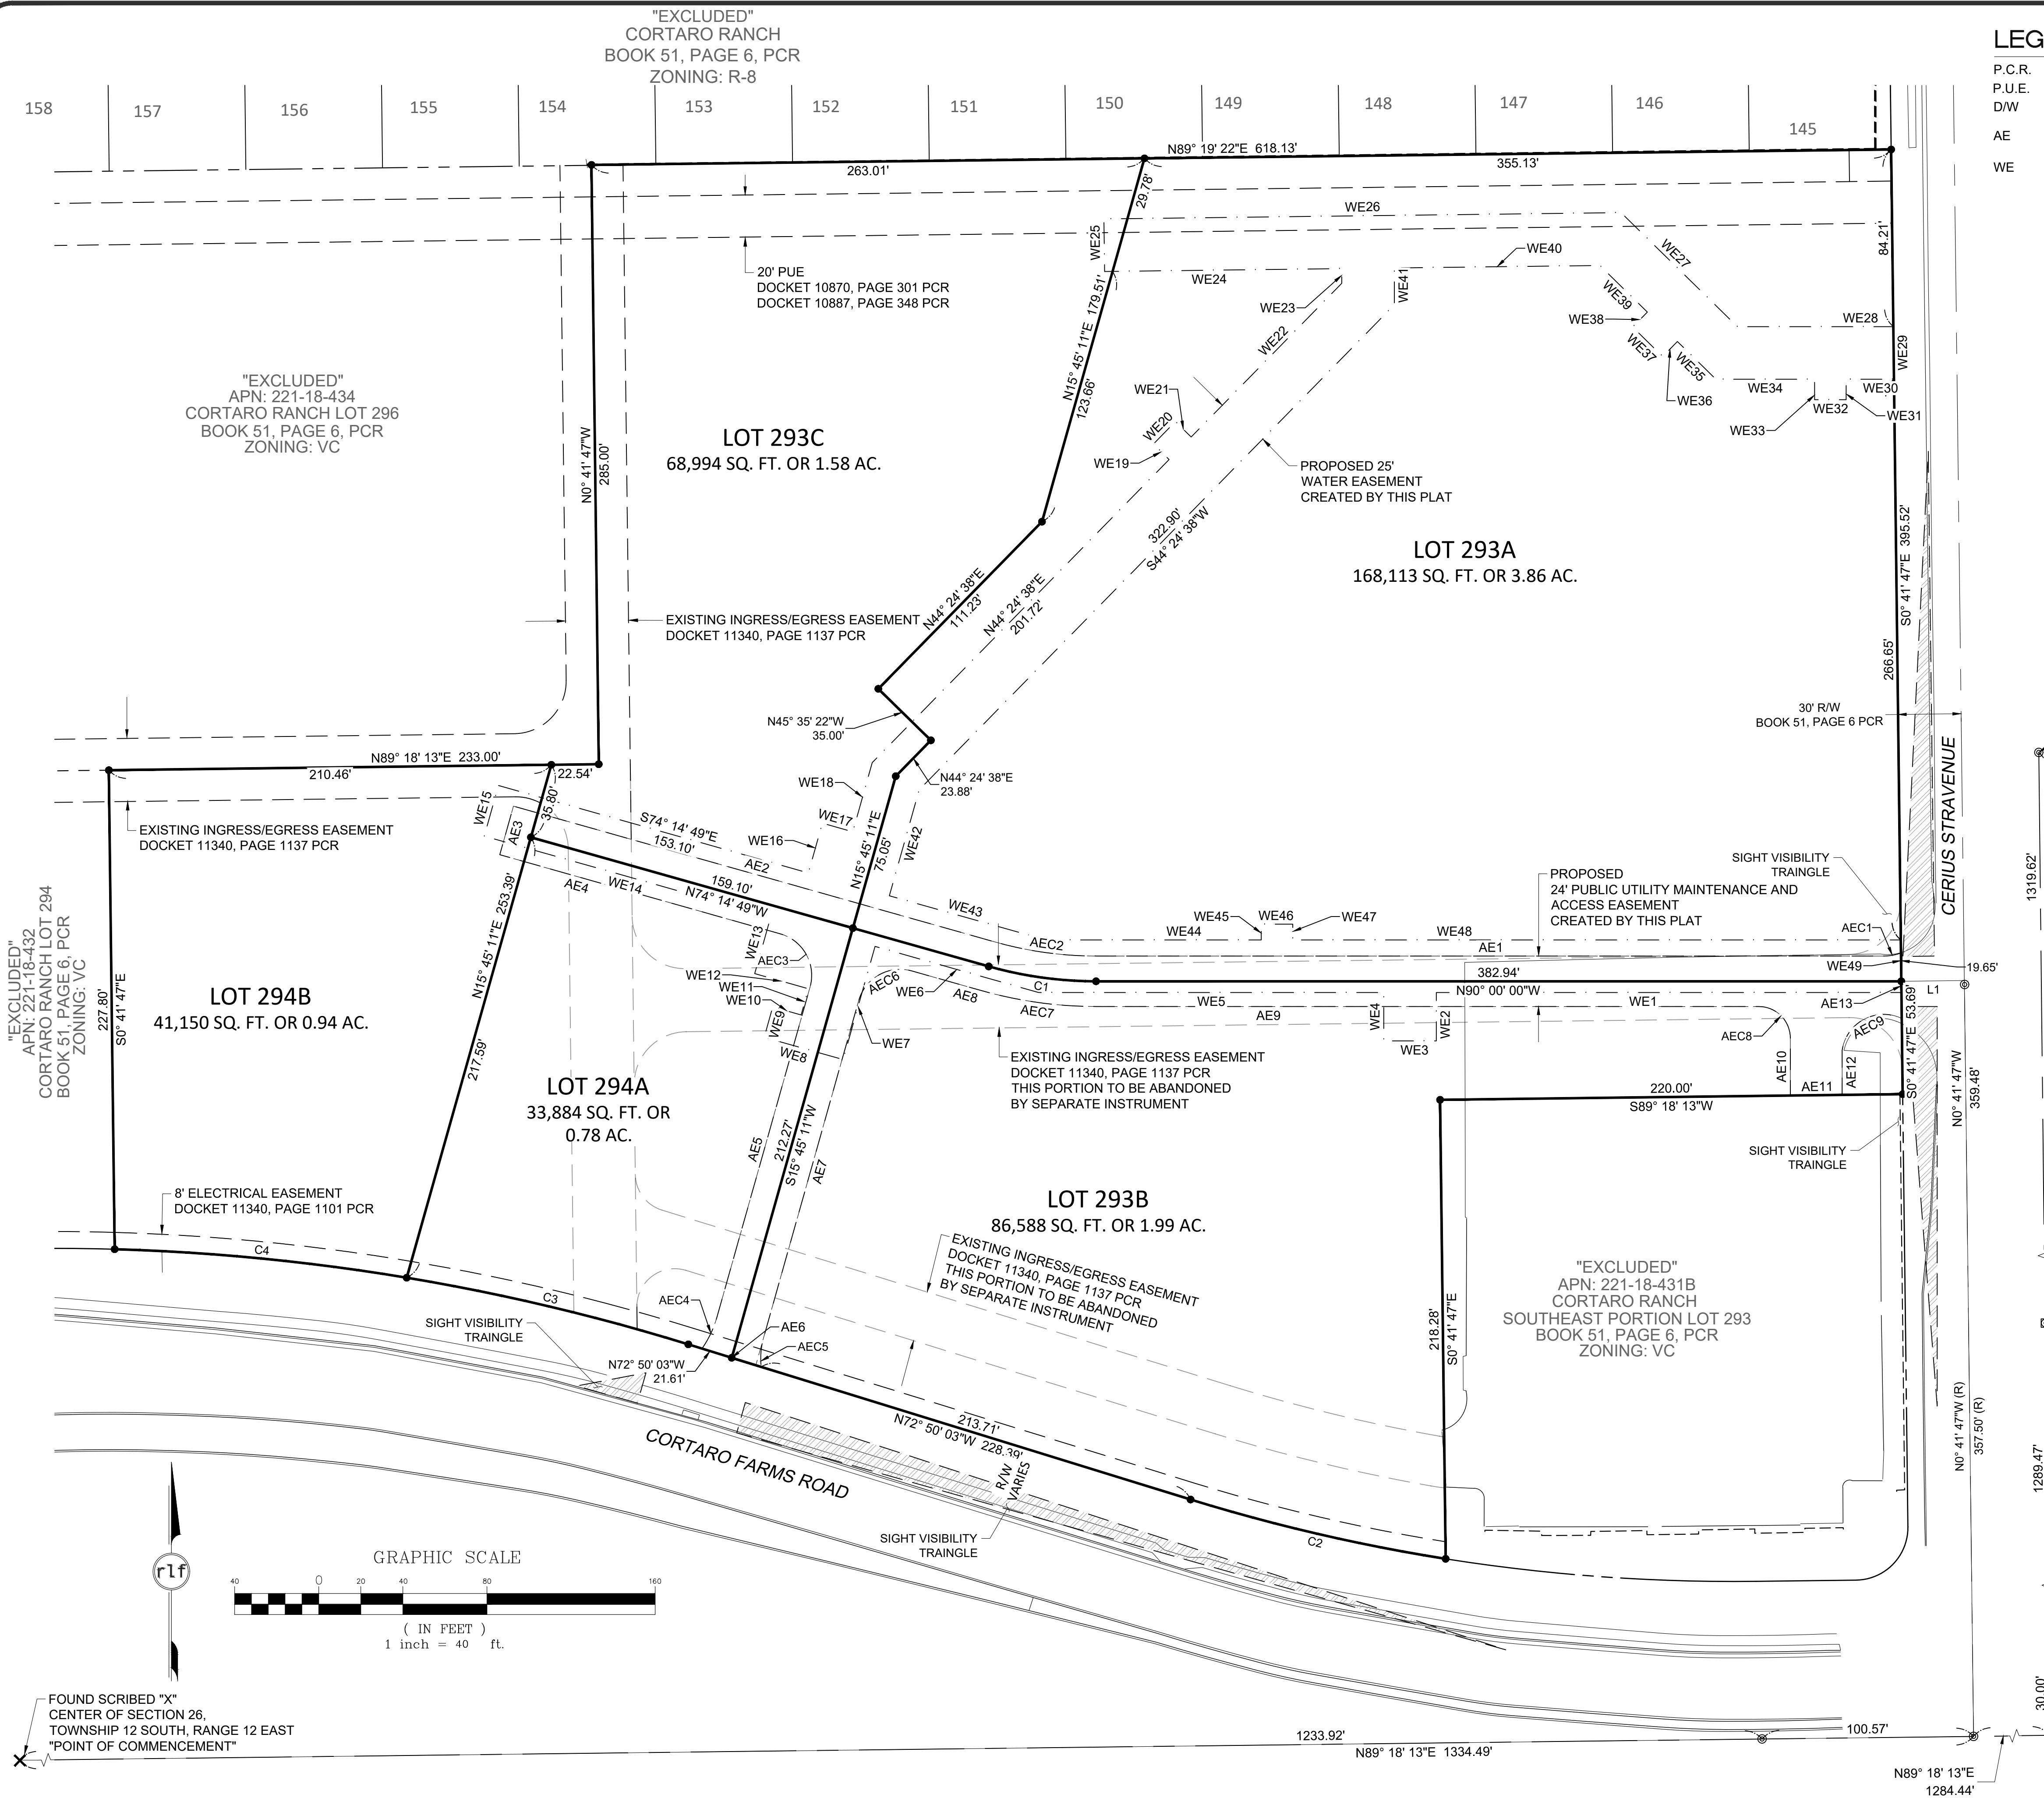 "EXCLUDED"
CORTARO RANCH
BOOK 51, PAGE 6, PCR
ZONING: R-8
LEG
P.C.R.
P.U.E.
D/W
AE
WE
158
157
156
155
154
153
152
151
150
149
148
147
146
145
N89° 19' 22"E 618.13'
263.01'
355.13'
29.78'
WE25
WE26
WE27
84.21'
WE24
WE23
WE41
WE40
WE39
WE38
WE28
WE37
WE29
20' PUE
DOCKET 10870, PAGE 301 PCR
DOCKET 10887, PAGE 348 PCR
N15° 45' 11"E 179.51'
123.66'
WE22
WE21
WE20
WE19
WE35
WE36
WE34
WE30
WE32
WE31
WE33
"EXCLUDED"
APN: 221-18-434
CORTARO RANCH LOT 296
BOOK 51, PAGE 6, PCR
ZONING: VC
N0° 41' 47"W
285.00'
LOT 293C
68,994 SQ. FT. OR 1.58 AC.
PROPOSED 25'
WATER EASEMENT
CREATED BY THIS PLAT
LOT 293A
168,113 SQ. FT. OR 3.86 AC.
322.90'
S44° 24' 38"W
N44° 24' 38"E
111.23'
N44° 24' 38"E
201.72'
S0° 41' 47"E 395.52'
266.65'
EXISTING INGRESS/EGRESS EASEMENT
DOCKET 11340, PAGE 1137 PCR
N45° 35' 22"W
35.00'
N44° 24' 38"E
23.88'
30' R/W
BOOK 51, PAGE 6 PCR
CERIUS STRAVENUE
1319.62'
N89° 18' 13"E 233.00'
210.46'
22.54'
35.80'
WE15
AE3
WE18
WE17
WE16
S74° 14' 49"E
153.10'
AE2
N15° 45' 11"E
75.05'
WE42
EXISTING INGRESS/EGRESS EASEMENT
DOCKET 11340, PAGE 1137 PCR
AE4
WE14
159.10'
N74° 14' 49"W
WE43
WE45
WE46
WE47
WE44
WE48
AEC2
AE1
PROPOSED
24' PUBLIC UTILITY MAINTENANCE AND
ACCESS EASEMENT
CREATED BY THIS PLAT
SIGHT VISIBILITY
TRAINGLE
AEC1
WE49
19.65'
"EXCLUDED"
APN: 221-18-432
CORTARO RANCH LOT 294
BOOK 51, PAGE 6, PCR
ZONING: VC
227.80'
S0° 41' 47"E
LOT 294B
41,150 SQ. FT. OR 0.94 AC.
N15° 45' 11"E 253.39'
217.59'
WE13
AEC3
WE12
WE11
WE10
WE9
WE8
AEC6
WE6
AE8
C1
AEC7
WE7
382.94'
N90° 00' 00"W
WE5
AE9
WE4
WE3
WE2
WE1
AE13
L1
AEC8
AEC9
AE10
AE11
AE12
S0° 41' 47"E 53.69'
N0° 41' 47"W
359.48'
EXISTING INGRESS/EGRESS EASEMENT
DOCKET 11340, PAGE 1137 PCR
THIS PORTION TO BE ABANDONED
BY SEPARATE INSTRUMENT
220.00'
S89° 18' 13"W
LOT 294A
33,884 SQ. FT. OR
0.78 AC.
AE5
212.27'
S15° 45' 11"W
AE7
SIGHT VISIBILITY
TRAINGLE
8' ELECTRICAL EASEMENT
DOCKET 11340, PAGE 1101 PCR
C4
C3
LOT 293B
86,588 SQ. FT. OR 1.99 AC.
EXISTING INGRESS/EGRESS EASEMENT
DOCKET 11340, PAGE 1137 PCR
THIS PORTION TO BE ABANDONED
BY SEPARATE INSTRUMENT
218.28'
S0° 41' 47"E
"EXCLUDED"
APN: 221-18-431B
CORTARO RANCH
SOUTHEAST PORTION LOT 293
BOOK 51, PAGE 6, PCR
ZONING: VC
SIGHT VISIBILITY
TRAINGLE
AEC4
AE6
AEC5
N72° 50' 03"W
21.61'
213.71'
N72° 50' 03"W 228.39'
R/W
VARIES
CORTARO FARMS ROAD
C2
SIGHT VISIBILITY
TRAINGLE
N0° 41' 47"W (R)
357.50' (R)
1289.47'
30.00'
rlf
GRAPHIC SCALE
40
0
20
40
80
160
( IN FEET )
1 inch = 40 ft.
FOUND SCRIBED "X"
CENTER OF SECTION 26,
TOWNSHIP 12 SOUTH, RANGE 12 EAST
"POINT OF COMMENCEMENT"
1233.92'
N89° 18' 13"E 1334.49'
100.57'
N89° 18' 13"E
1284.44'